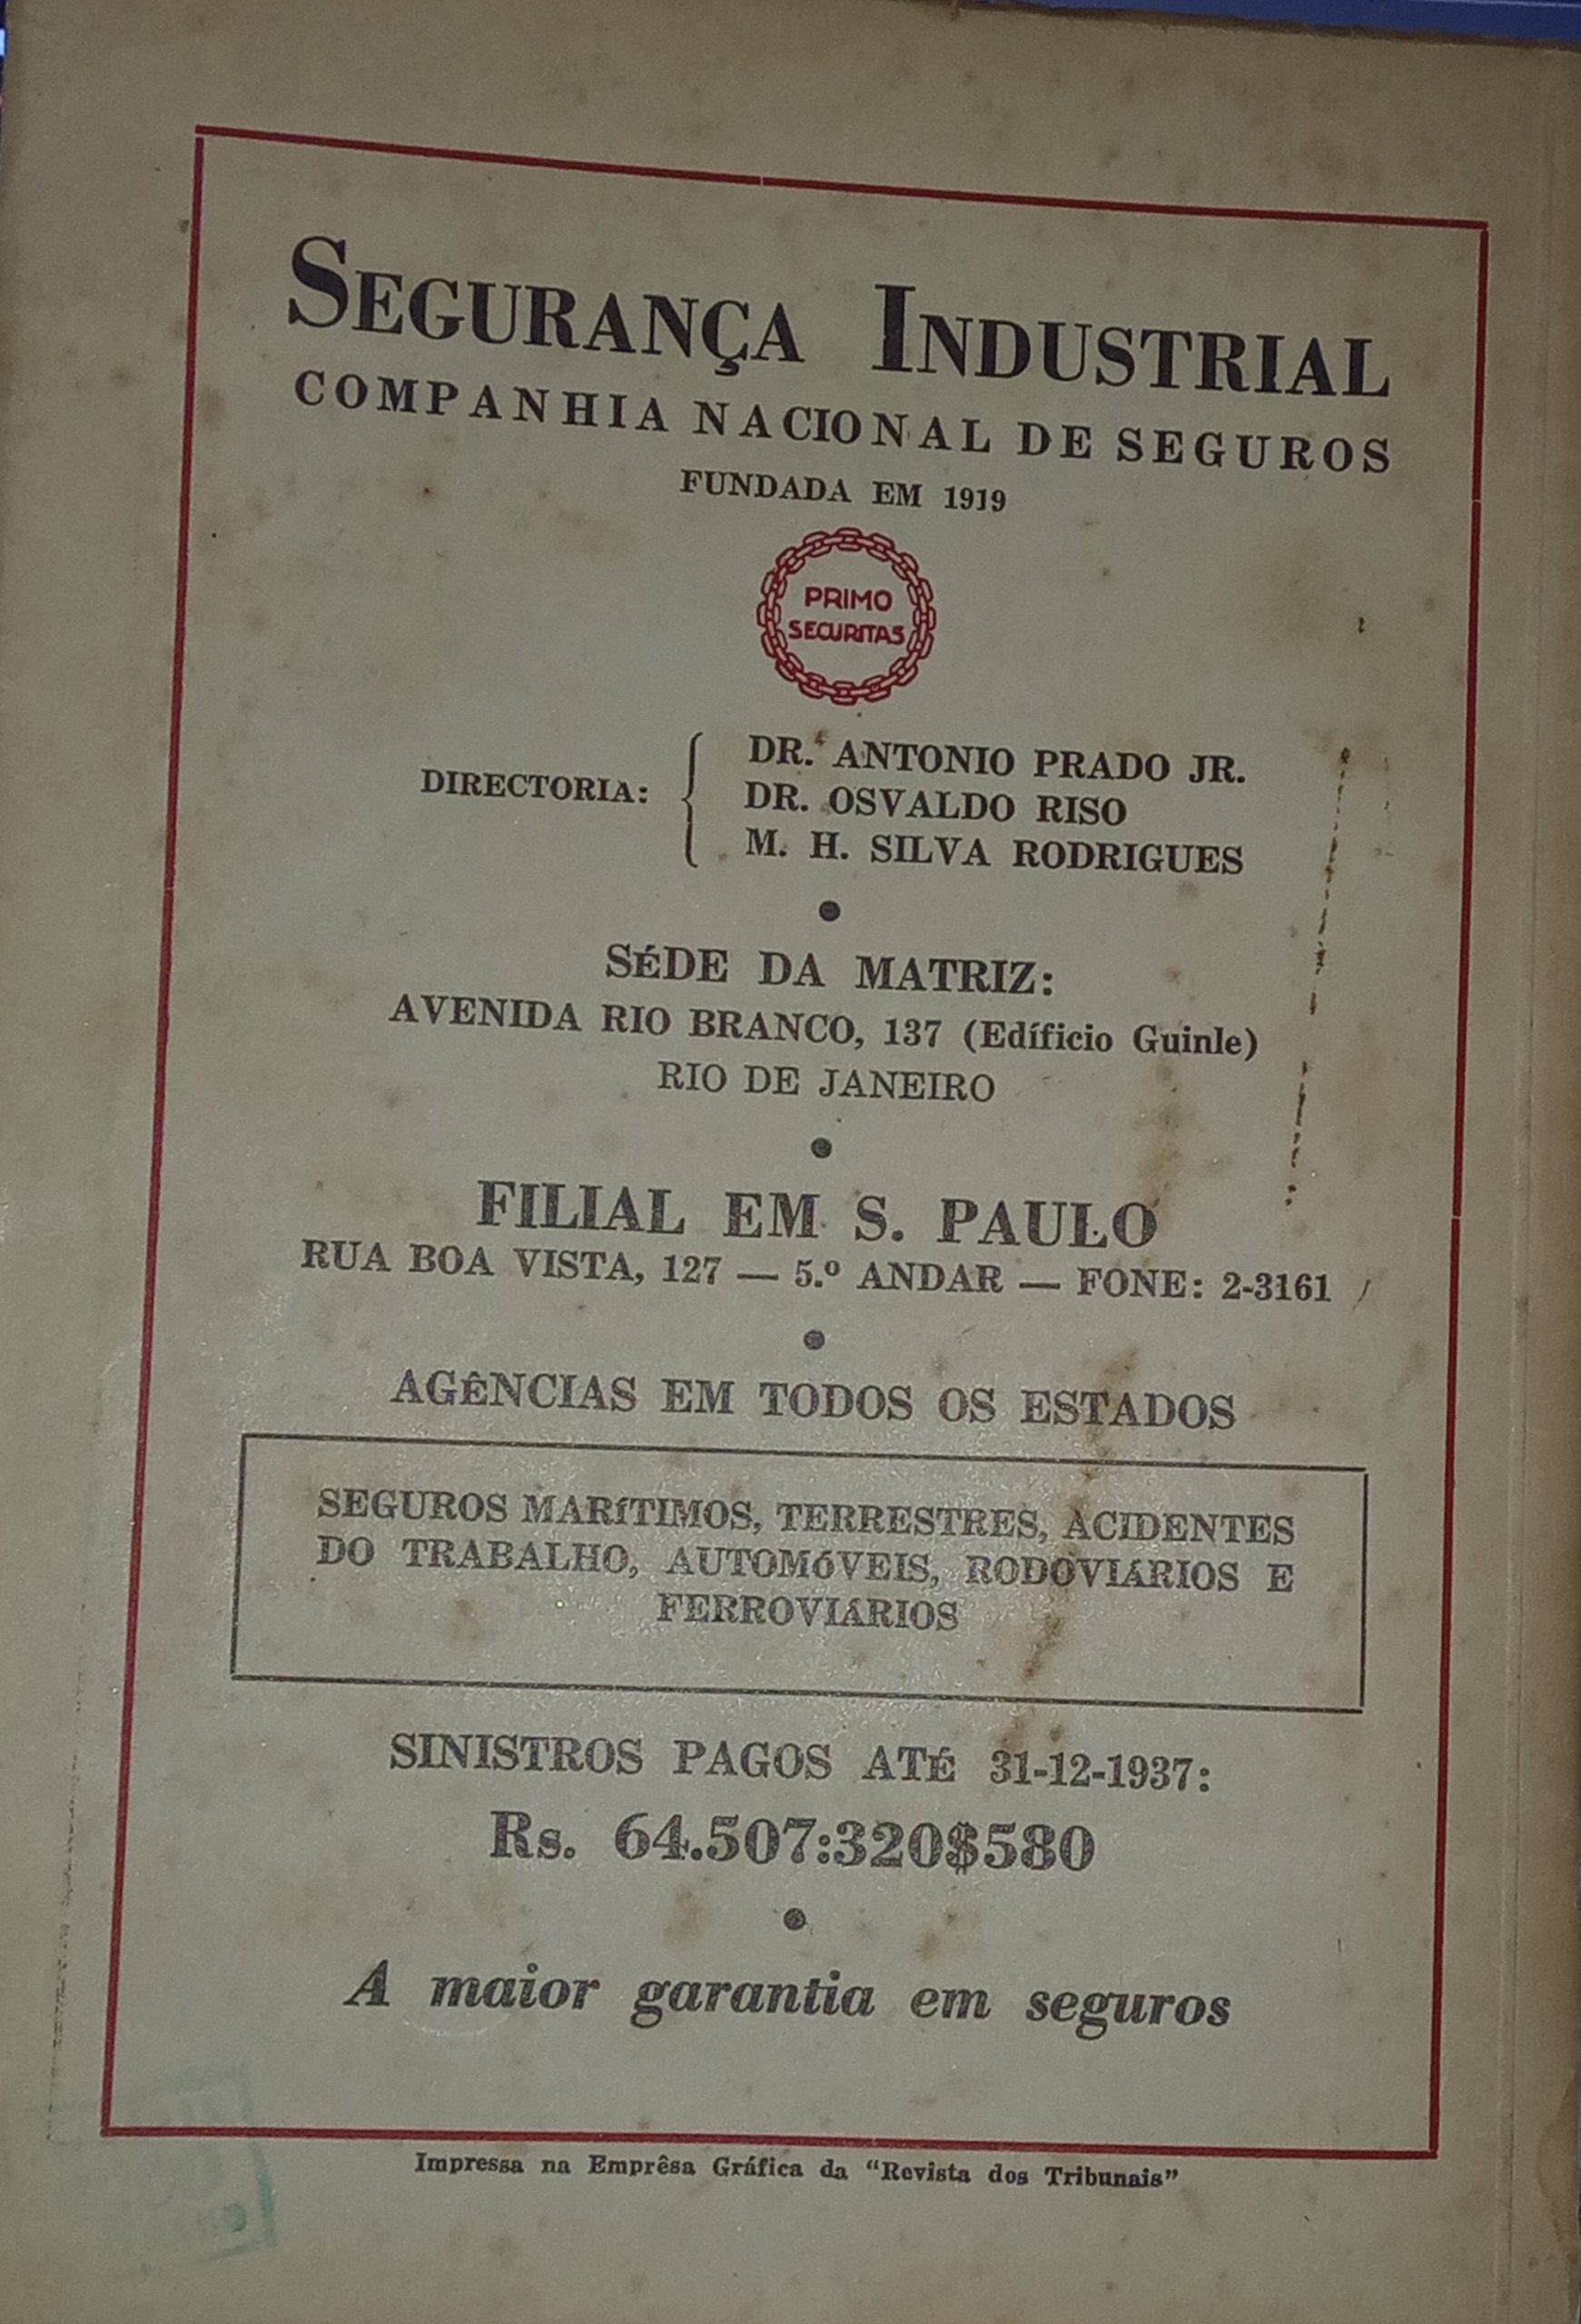 SEGURANÇA INDUSTRIAL
COMPANHIA NACIONAL DE SEGUROS
FUNDADA EM 1919
PRIMO
SECURITAS
DIRECTORIA:
DR. ANTONIO PRADO JR.
DR. OSVALDO RISO
M. H. SILVA RODRIGUES
SÉDE DA MATRIZ:
AVENIDA RIO BRANCO, 137 (Edíficio Guinle)
RIO DE JANEIRO
FILIAL EM S. PAULO
RUA BOA VISTA, 127 — 5.º ANDAR — FONE: 2-3161
AGÊNCIAS EM TODOS OS ESTADOS
SEGUROS MARÍTIMOS, TERRESTRES, ACIDENTES
DO TRABALHO, AUTOMÓVEIS, RODOVIÁRIOS E
FERROVIÁRIOS
SINISTROS PAGOS ATÉ 31-12-1937:
Rs. 64.507:320$580
A maior garantia em seguros
Impressa na Emprêsa Gráfica da "Revista dos Tribunais"